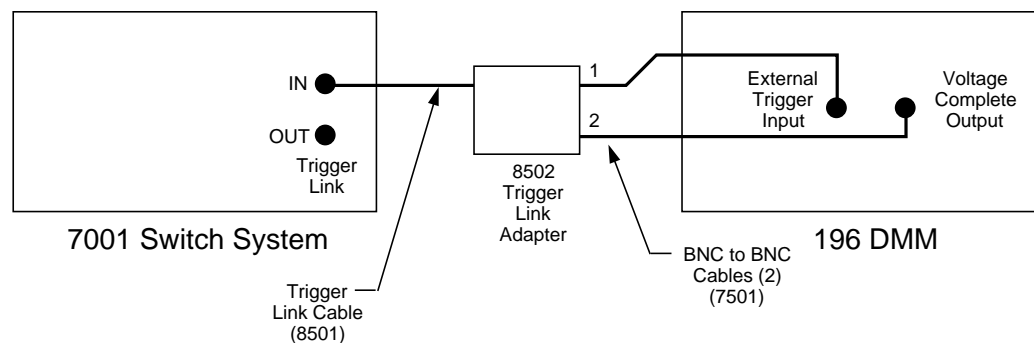 IN
OUT
Trigger
Link
7001 Switch System
Trigger
Link Cable
(8501)
1
2
8502
Trigger
Link
Adapter
BNC to BNC
Cables (2)
(7501)
External
Trigger
Input
Voltage
Complete
Output
196 DMM